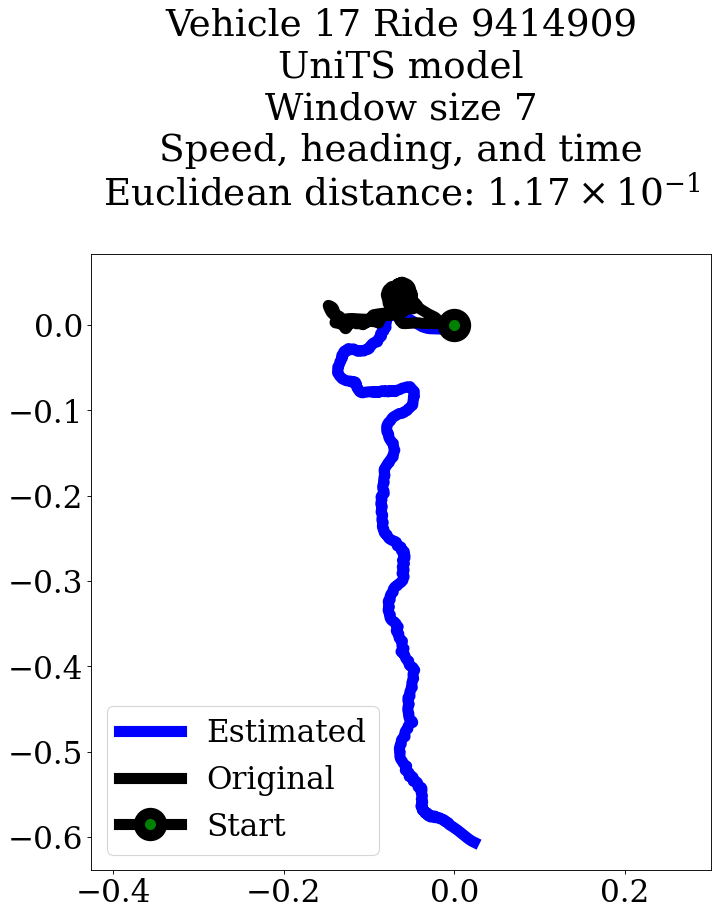 Vehicle 17 Ride 9414909
UniTS model
Window size 7
Speed, heading, and time
Euclidean distance: 1.17 × 10⁻¹
0.0
−0.1
−0.2
−0.3
−0.4
−0.5
−0.6
Estimated
Original
Start
−0.4 −0.2 0.0 0.2